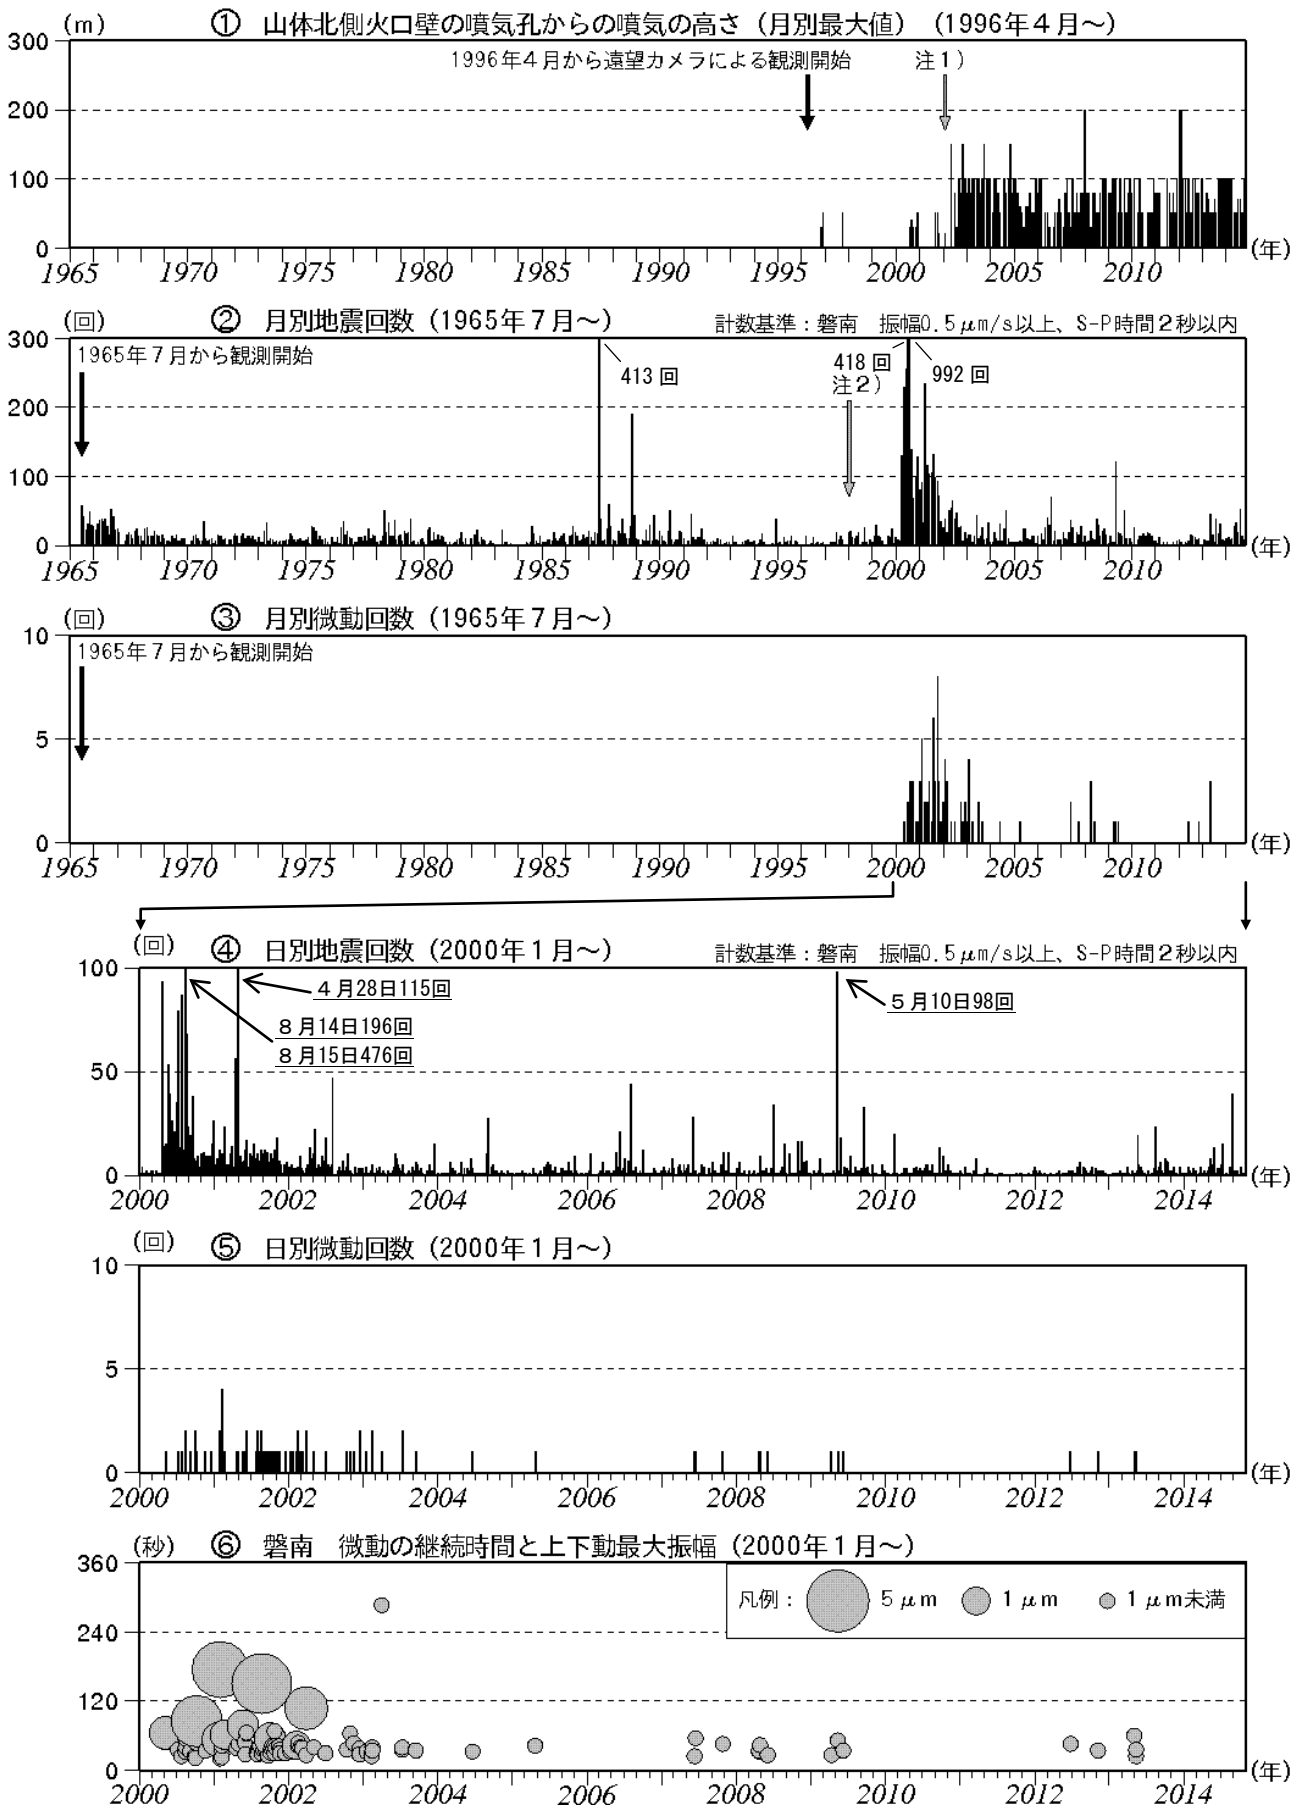 (m) ① 山体北側火口壁の噴気孔からの噴気の高さ（月別最大値）（1996年４月～）
300
1996年４月から遠望カメラによる観測開始 注１）
200
100
0
(年)
1965 1970 1975 1980 1985 1990 1995 2000 2005 2010
(回) ② 月別地震回数（1965年７月～） 計数基準：磐南 振幅0.5μm/s以上、S-P時間２秒以内
300
1965年７月から観測開始
413 回
418 回
注２）
992 回
200
100
0
(年)
1965 1970 1975 1980 1985 1990 1995 2000 2005 2010
(回) ③ 月別微動回数（1965年７月～）
10
1965年７月から観測開始
5
0
(年)
1965 1970 1975 1980 1985 1990 1995 2000 2005 2010
(回) ④ 日別地震回数（2000年１月～） 計数基準：磐南 振幅0.5μm/s以上、S-P時間２秒以内
100
４月28日115回
５月10日98回
８月14日196回
８月15日476回
50
0
(年)
2000 2002 2004 2006 2008 2010 2012 2014
(回) ⑤ 日別微動回数（2000年１月～）
10
5
0
(年)
2000 2002 2004 2006 2008 2010 2012 2014
(秒) ⑥ 磐南 微動の継続時間と上下動最大振幅（2000年１月～）
360
凡例： 5 μm 1 μm 1 μm未満
240
120
0
(年)
2000 2002 2004 2006 2008 2010 2012 2014